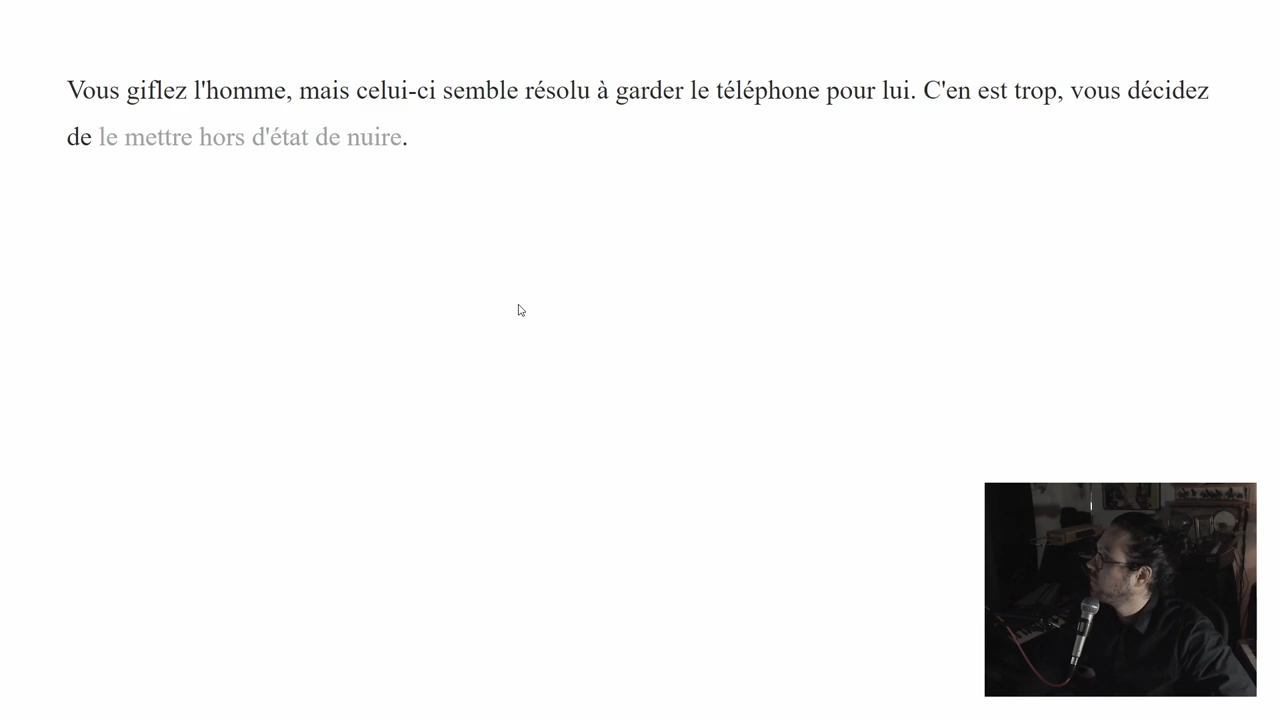 Vous giflez l'homme, mais celui-ci semble résolu à garder le téléphone pour lui. C'en est trop, vous décidez
de le mettre hors d'état de nuire.